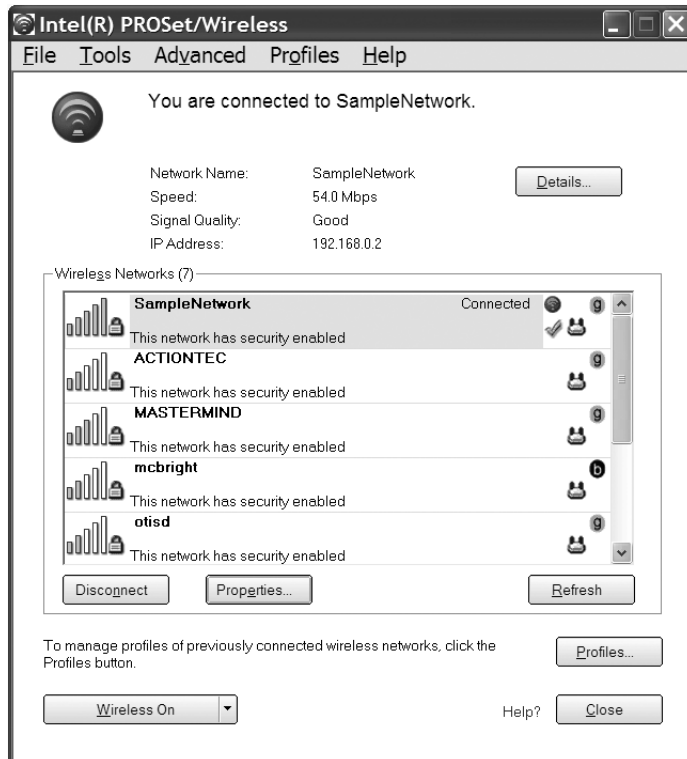 Intel(R) PROSet/Wireless
File Tools Advanced Profiles Help
You are connected to SampleNetwork.
Network Name: SampleNetwork
Speed: 54.0 Mbps
Signal Quality: Good
IP Address: 192.168.0.2
Details...
Wireless Networks (7)
SampleNetwork Connected g
This network has security enabled
ACTIONTEC g
This network has security enabled
MASTERMIND g
This network has security enabled
mcbright b
This network has security enabled
otisd g
This network has security enabled
Disconnect Properties... Refresh
To manage profiles of previously connected wireless networks, click the
Profiles button.
Profiles...
Wireless On Help? Close